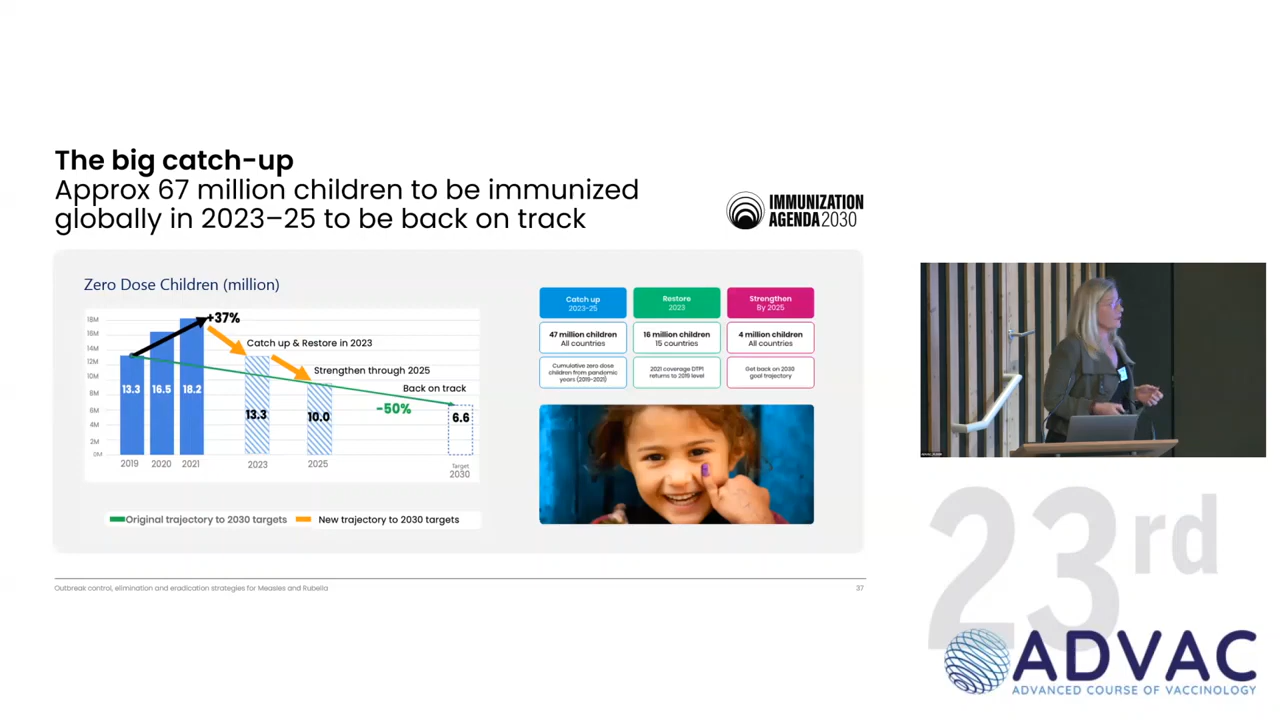 The big catch-up
Approx 67 million children to be immunized
globally in 2023–25 to be back on track
IMMUNIZATION
AGENDA2030
Zero Dose Children (million)
18M
16M
14M
12M
10M
8M
6M
4M
2M
0M
+37%
Catch up & Restore in 2023
Strengthen through 2025
Back on track
-50%
13.3
16.5
18.2
13.3
10.0
6.6
2019
2020
2021
2023
2025
Target
2030
Original trajectory to 2030 targets
New trajectory to 2030 targets
Catch up
2023-25
47 million children
All countries
Cumulative zero dose
children from pandemic
years (2019-2021)
Restore
2023
16 million children
15 countries
2021 coverage DTP1
returns to 2019 level
Strengthen
By 2025
4 million children
All countries
Get back on 2030
goal trajectory
Outbreak control, elimination and eradication strategies for Measles and Rubella
37
23rd
ADVAC
ADVANCED COURSE OF VACCINOLOGY